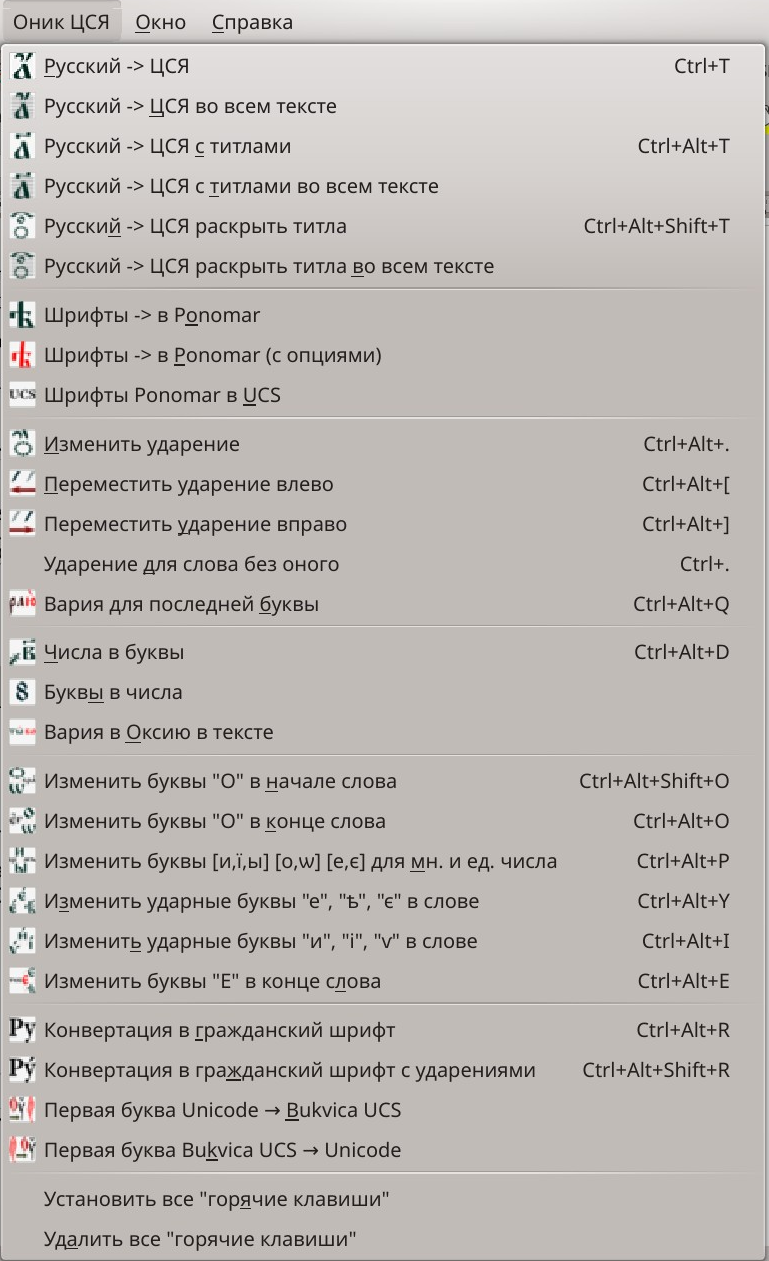 Оник ЦСЯ Окно Справка
Русский -> ЦСЯ Ctrl+T
Русский -> ЦСЯ во всем тексте
Русский -> ЦСЯ с титлами Ctrl+Alt+T
Русский -> ЦСЯ с титлами во всем тексте
Русский -> ЦСЯ раскрыть титла Ctrl+Alt+Shift+T
Русский -> ЦСЯ раскрыть титла во всем тексте
Шрифты -> в Ponomar
Шрифты -> в Ponomar (с опциями)
UCS Шрифты Ponomar в UCS
Изменить ударение Ctrl+Alt+.
Переместить ударение влево Ctrl+Alt+[
Переместить ударение вправо Ctrl+Alt+]
Ударение для слова без оного Ctrl+.
Вария для последней буквы Ctrl+Alt+Q
Числа в буквы Ctrl+Alt+D
Буквы в числа
Вария в Оксию в тексте
Изменить буквы "О" в начале слова Ctrl+Alt+Shift+O
Изменить буквы "О" в конце слова Ctrl+Alt+O
Изменить буквы [и,ї,ы] [о,ѡ] [е,є] для мн. и ед. числа Ctrl+Alt+P
Изменить ударные буквы "е", "ѣ", "є" в слове Ctrl+Alt+Y
Изменить ударные буквы "и", "і", "ѵ" в слове Ctrl+Alt+I
Изменить буквы "Е" в конце слова Ctrl+Alt+E
Ру Конвертация в гражданский шрифт Ctrl+Alt+R
Ру́ Конвертация в гражданский шрифт с ударениями Ctrl+Alt+Shift+R
Первая буква Unicode → Bukvica UCS
Первая буква Bukvica UCS → Unicode
Установить все "горячие клавиши"
Удалить все "горячие клавиши"